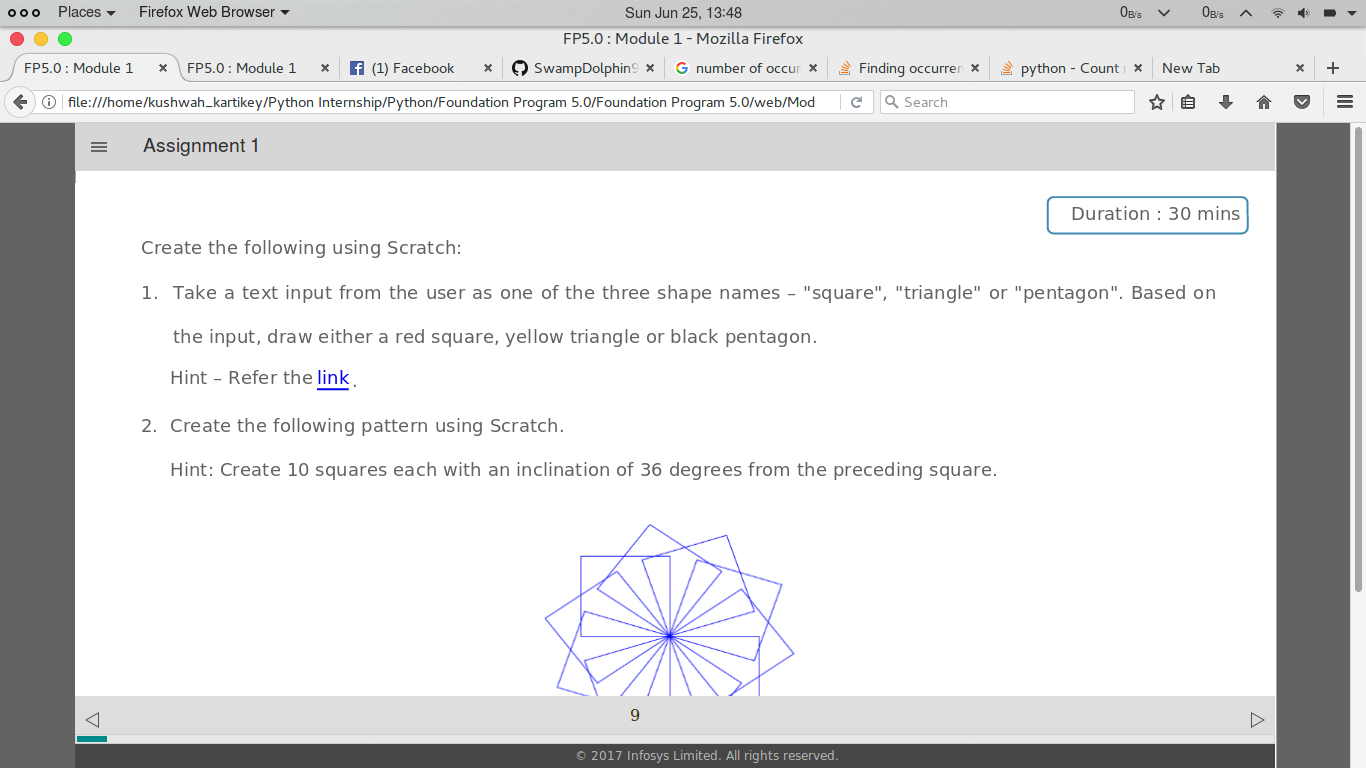 Places Firefox Web Browser Sun Jun 25, 13:48 0B/s 0B/s
FP5.0 : Module 1 - Mozilla Firefox
FP5.0 : Module 1 FP5.0 : Module 1 (1) Facebook SwampDolphin9 number of occur Finding occurren python - Count New Tab
file:///home/kushwah_kartikey/Python Internship/Python/Foundation Program 5.0/Foundation Program 5.0/web/Mod Search
Assignment 1
Duration : 30 mins
Create the following using Scratch:
1. Take a text input from the user as one of the three shape names – "square", "triangle" or "pentagon". Based on
the input, draw either a red square, yellow triangle or black pentagon.
Hint – Refer the link .
2. Create the following pattern using Scratch.
Hint: Create 10 squares each with an inclination of 36 degrees from the preceding square.
9
© 2017 Infosys Limited. All rights reserved.